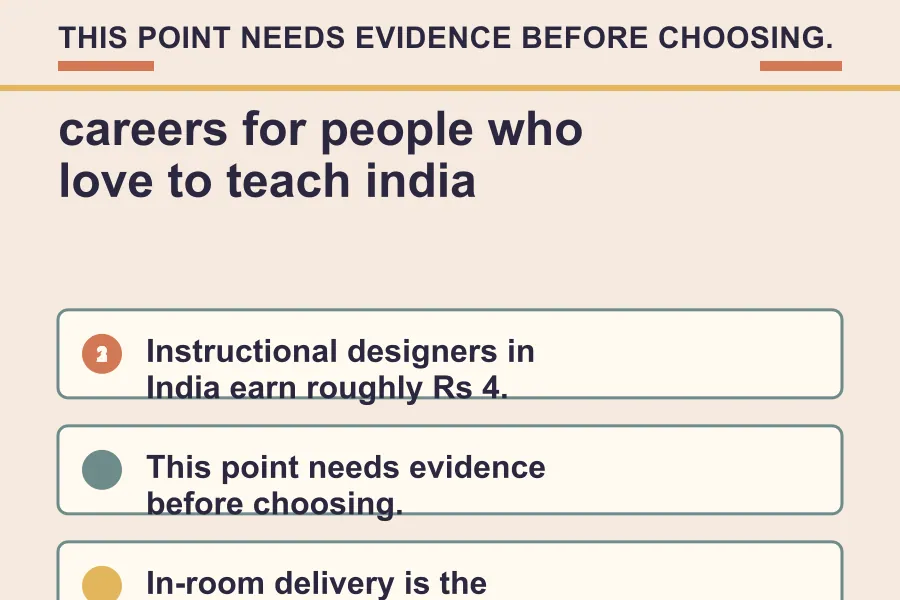 THIS POINT NEEDS EVIDENCE BEFORE CHOOSING.
careers for people who
love to teach india
Instructional designers in
India earn roughly Rs 4.
This point needs evidence
before choosing.
In-room delivery is the